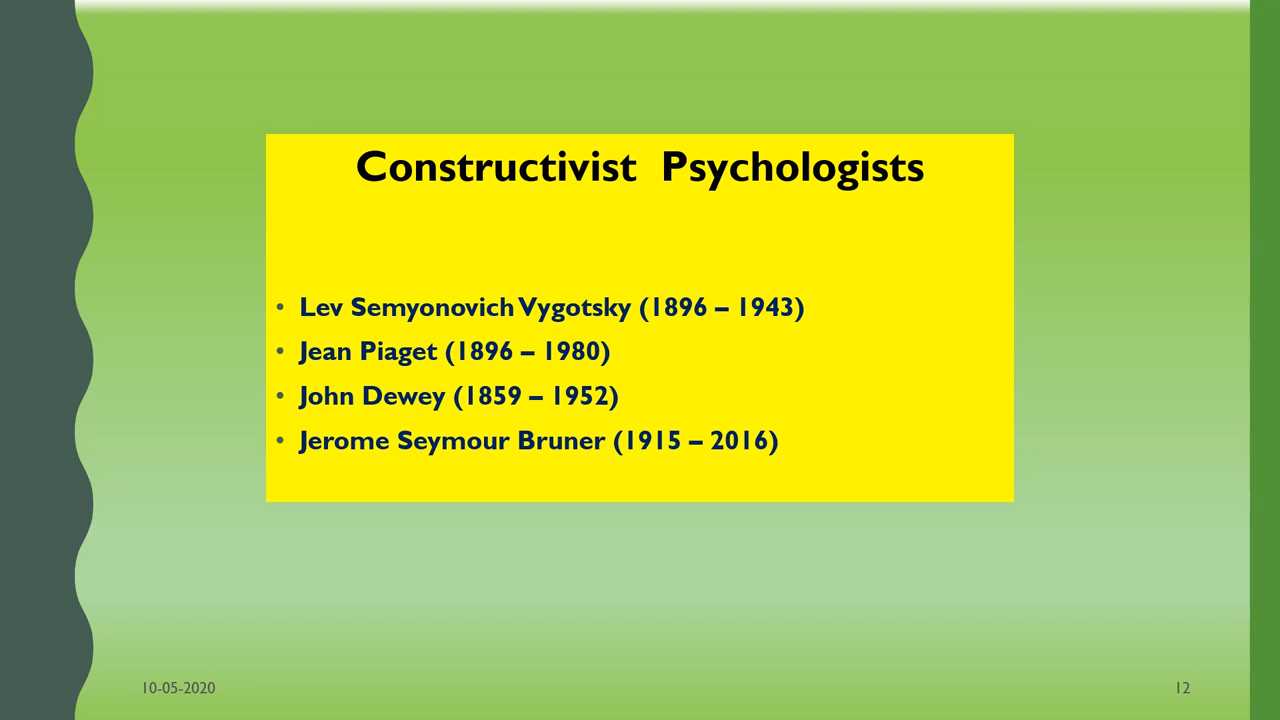 Constructivist Psychologists
• Lev Semyonovich Vygotsky (1896 – 1943)
• Jean Piaget (1896 – 1980)
• John Dewey (1859 – 1952)
• Jerome Seymour Bruner (1915 – 2016)
10-05-2020
12